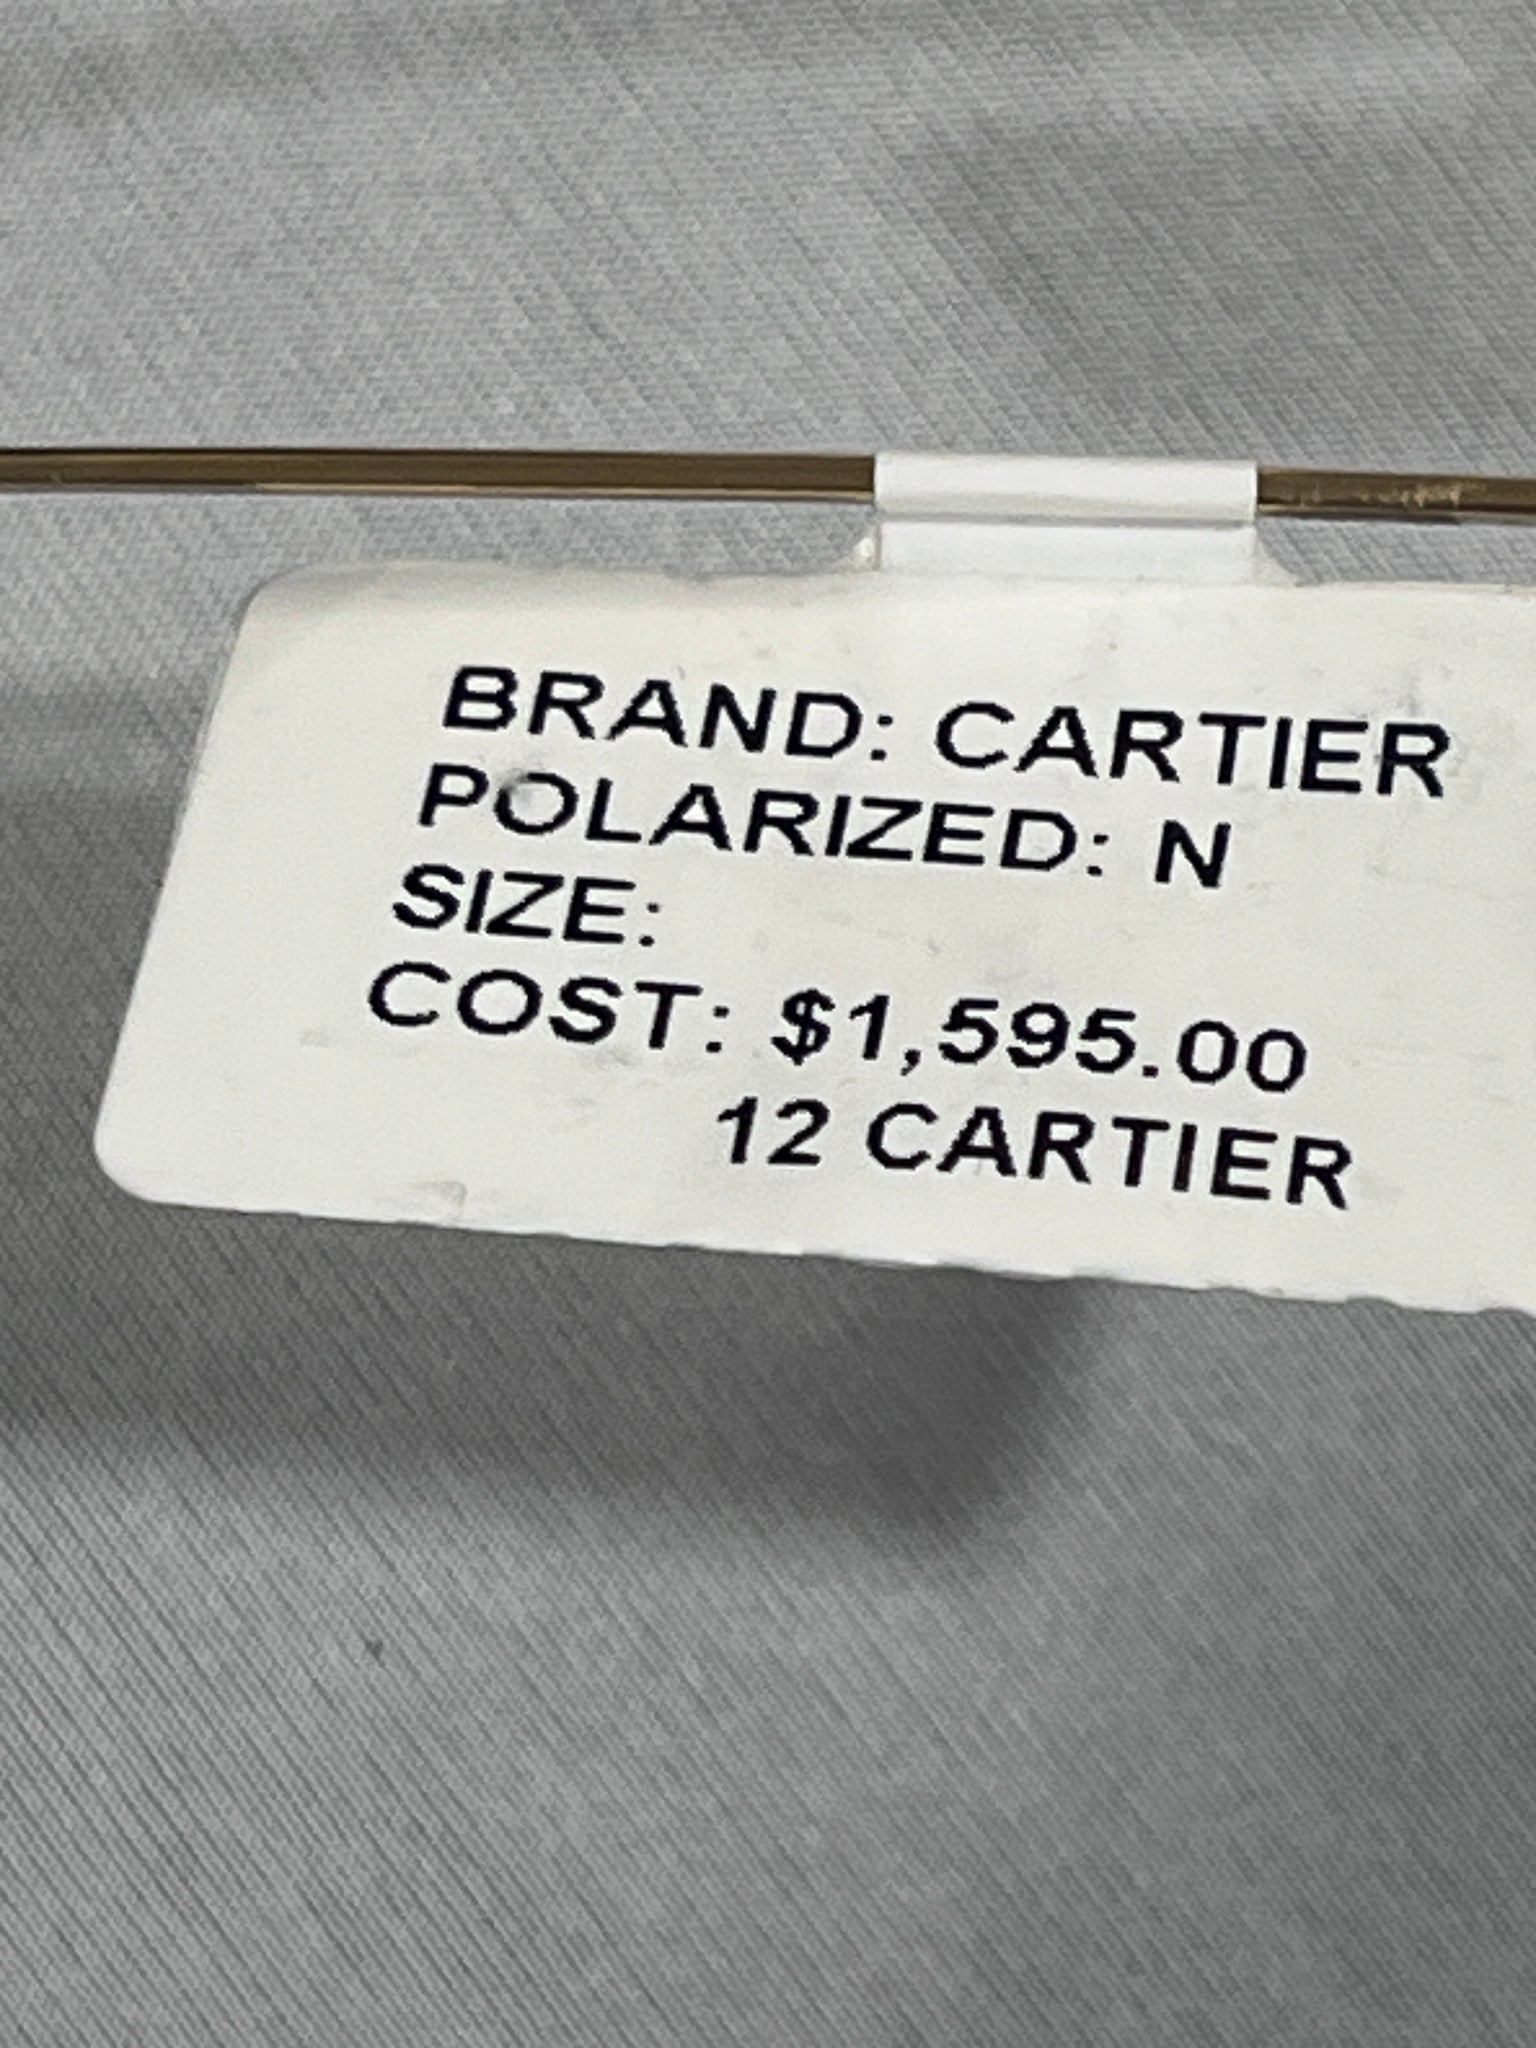 BRAND: CARTIER
POLARIZED: N
SIZE:
COST: $1,595.00
12 CARTIER